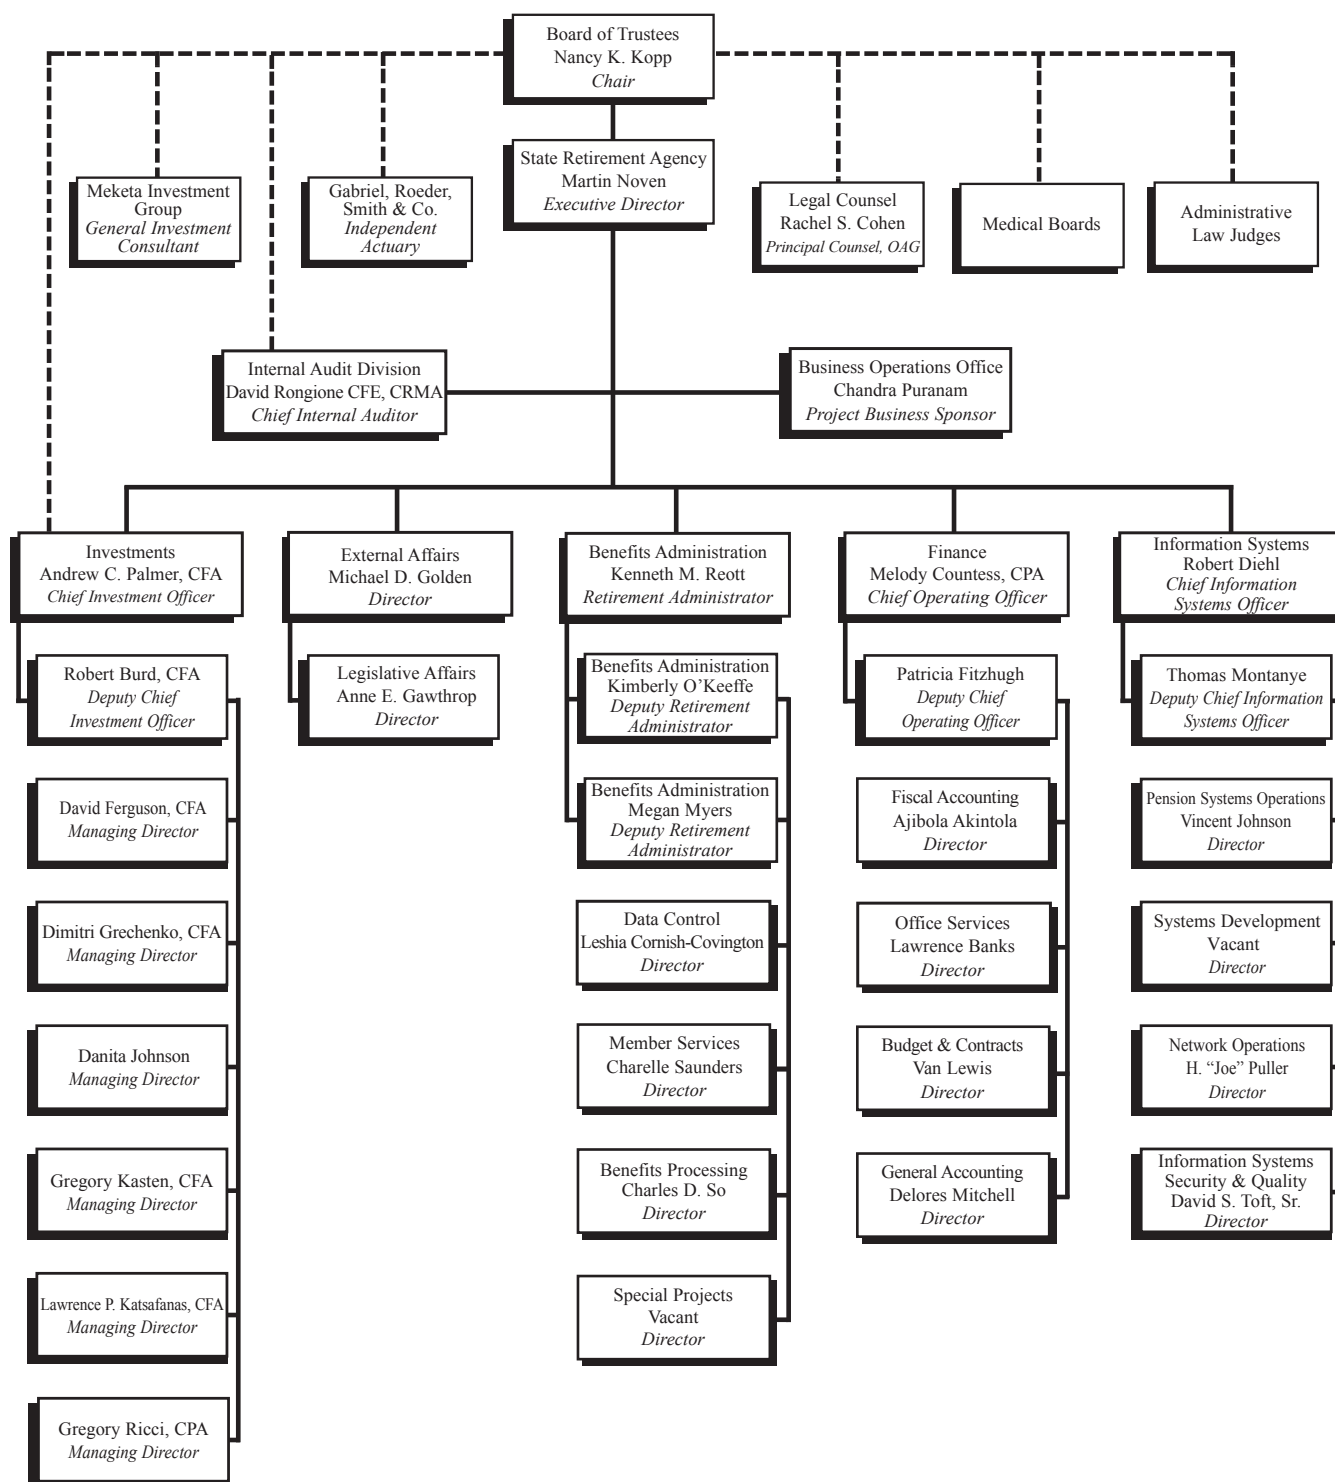 Board of Trustees
Nancy K. Kopp
Chair
State Retirement Agency
Martin Noven
Executive Director
Meketa Investment
Group
General Investment
Consultant
Gabriel, Roeder,
Smith & Co.
Independent
Actuary
Legal Counsel
Rachel S. Cohen
Principal Counsel, OAG
Medical Boards
Administrative
Law Judges
Internal Audit Division
David Rongione CFE, CRMA
Chief Internal Auditor
Business Operations Office
Chandra Puranam
Project Business Sponsor
Investments
Andrew C. Palmer, CFA
Chief Investment Officer
External Affairs
Michael D. Golden
Director
Benefits Administration
Kenneth M. Reott
Retirement Administrator
Finance
Melody Countess, CPA
Chief Operating Officer
Information Systems
Robert Diehl
Chief Information
Systems Officer
Robert Burd, CFA
Deputy Chief
Investment Officer
Legislative Affairs
Anne E. Gawthrop
Director
Benefits Administration
Kimberly O’Keeffe
Deputy Retirement
Administrator
Patricia Fitzhugh
Deputy Chief
Operating Officer
Thomas Montanye
Deputy Chief Information
Systems Officer
David Ferguson, CFA
Managing Director
Benefits Administration
Megan Myers
Deputy Retirement
Administrator
Fiscal Accounting
Ajibola Akintola
Director
Pension Systems Operations
Vincent Johnson
Director
Dimitri Grechenko, CFA
Managing Director
Data Control
Leshia Cornish-Covington
Director
Office Services
Lawrence Banks
Director
Systems Development
Vacant
Director
Danita Johnson
Managing Director
Member Services
Charelle Saunders
Director
Budget & Contracts
Van Lewis
Director
Network Operations
H. “Joe” Puller
Director
Gregory Kasten, CFA
Managing Director
Benefits Processing
Charles D. So
Director
General Accounting
Delores Mitchell
Director
Information Systems
Security & Quality
David S. Toft, Sr.
Director
Lawrence P. Katsafanas, CFA
Managing Director
Special Projects
Vacant
Director
Gregory Ricci, CPA
Managing Director